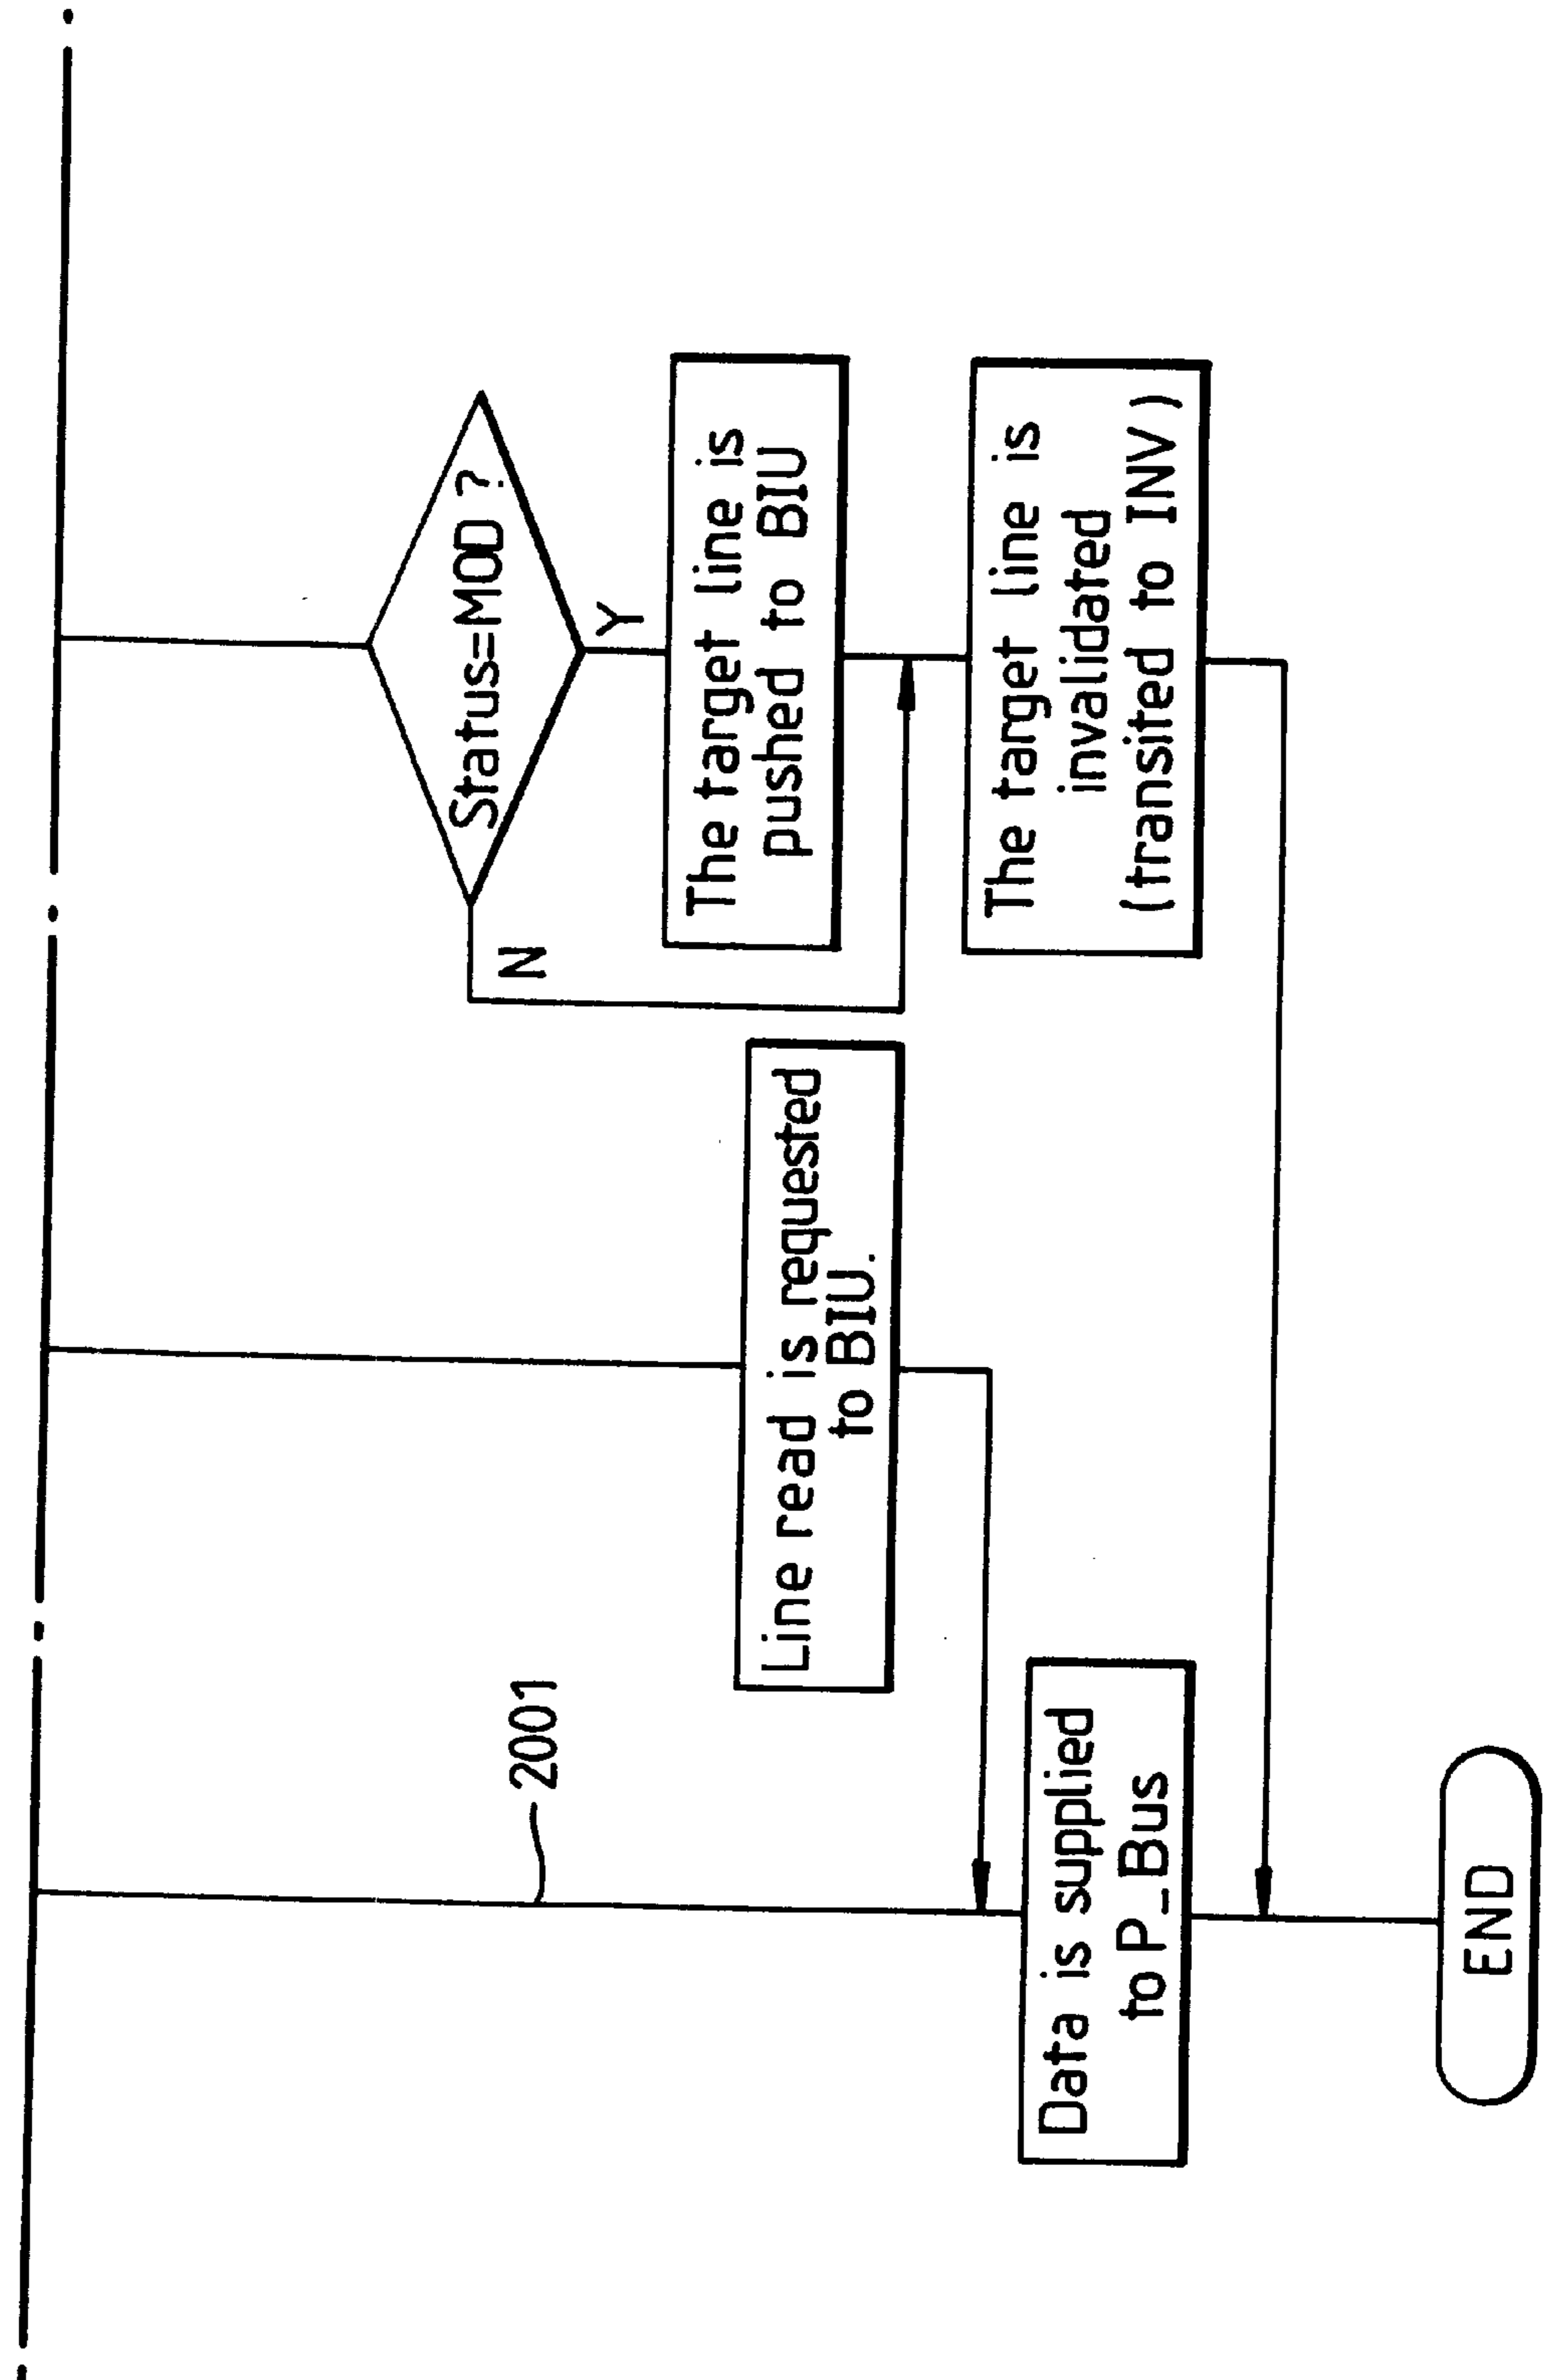 Status=MOD ?
Y
N
The target line is
pushed to BIU
The target line is
invalidated
(transited to INV)
Line read is requested
to BIU.
2001
Data is supplied
to P_Bus
END